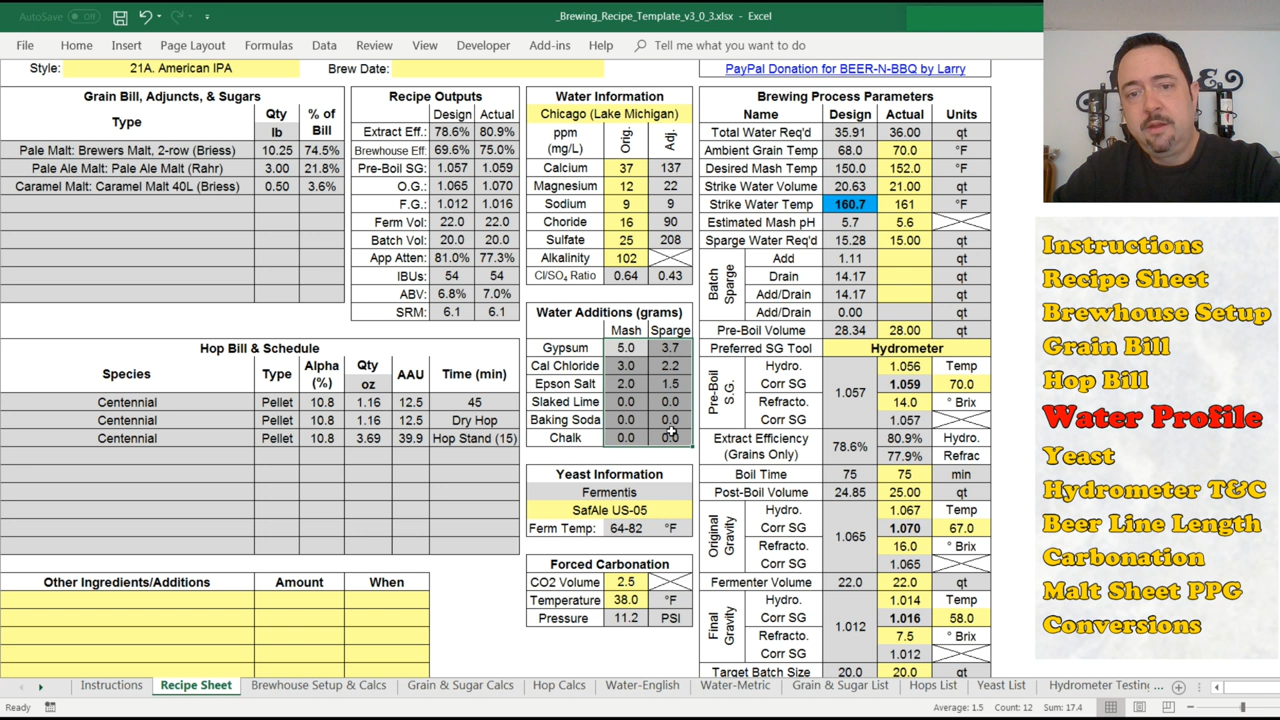 AutoSave Off _Brewing_Recipe_Template_v3_0_3.xlsx - Excel
File Home Insert Page Layout Formulas Data Review View Developer Add-ins Help Tell me what you want to do
Style: 21A. American IPA Brew Date: PayPal Donation for BEER-N-BBQ by Larry
Grain Bill, Adjuncts, & Sugars
Type Qty % of
lb Bill
Pale Malt: Brewers Malt, 2-row (Briess) 10.25 74.5%
Pale Ale Malt: Pale Ale Malt (Rahr) 3.00 21.8%
Caramel Malt: Caramel Malt 40L (Briess) 0.50 3.6%
Recipe Outputs
Design Actual
Extract Eff.: 78.6% 80.9%
Brewhouse Eff: 69.6% 75.0%
Pre-Boil SG: 1.057 1.059
O.G.: 1.065 1.070
F.G.: 1.012 1.016
Ferm Vol: 22.0 22.0
Batch Vol: 20.0 20.0
App Atten: 81.0% 77.3%
IBUs: 54 54
ABV: 6.8% 7.0%
SRM: 6.1 6.1
Water Information
Chicago (Lake Michigan)
ppm
(mg/L) Orig. Adj.
Calcium 37 137
Magnesium 12 22
Sodium 9 9
Choride 16 90
Sulfate 25 208
Alkalinity 102
Cl/SO₄ Ratio 0.64 0.43
Water Additions (grams)
Mash Sparge
Gypsum 5.0 3.7
Cal Chloride 3.0 2.2
Epson Salt 2.0 1.5
Slaked Lime 0.0 0.0
Baking Soda 0.0 0.0
Chalk 0.0 0.0
Hop Bill & Schedule
Species Type Alpha (%) Qty oz AAU Time (min)
Centennial Pellet 10.8 1.16 12.5 45
Centennial Pellet 10.8 1.16 12.5 Dry Hop
Centennial Pellet 10.8 3.69 39.9 Hop Stand (15)
Yeast Information
Fermentis
SafAle US-05
Ferm Temp: 64-82 °F
Forced Carbonation
CO2 Volume 2.5
Temperature 38.0 °F
Pressure 11.2 PSI
Other Ingredients/Additions Amount When
Brewing Process Parameters
Name Design Actual Units
Total Water Req'd 35.91 36.00 qt
Ambient Grain Temp 68.0 70.0 °F
Desired Mash Temp 150.0 152.0 °F
Strike Water Volume 20.63 21.00 qt
Strike Water Temp 160.7 161 °F
Estimated Mash pH 5.7 5.6
Sparge Water Req'd 15.28 15.00 qt
Batch Sparge
Add 1.11 qt
Drain 14.17 qt
Add/Drain 14.17 qt
Add/Drain 0.00 qt
Pre-Boil Volume 28.34 28.00 qt
Preferred SG Tool Hydrometer
Pre-Boil S.G. 1.057
Hydro. 1.056 Temp
Corr SG 1.059 70.0
Refracto. 14.0 ° Brix
Corr SG 1.057
Extract Efficiency 78.6% 80.9% Hydro.
(Grains Only) 77.9% Refrac
Boil Time 75 75 min
Post-Boil Volume 24.85 25.00 qt
Original Gravity 1.065
Hydro. 1.067 Temp
Corr SG 1.070 67.0
Refracto. 16.0 ° Brix
Corr SG 1.065
Fermenter Volume 22.0 22.0 qt
Final Gravity 1.012
Hydro. 1.014 Temp
Corr SG 1.016 58.0
Refracto. 7.5 ° Brix
Corr SG 1.012
Target Batch Size 20.0 20.0 qt
Instructions
Recipe Sheet
Brewhouse Setup
Grain Bill
Hop Bill
Water Profile
Yeast
Hydrometer T&C
Beer Line Length
Carbonation
Malt Sheet PPG
Conversions
Instructions Recipe Sheet Brewhouse Setup & Calcs Grain & Sugar Calcs Hop Calcs Water-English Water-Metric Grain & Sugar List Hops List Yeast List Hydrometer Testing ...
Ready Average: 1.5 Count: 12 Sum: 17.4